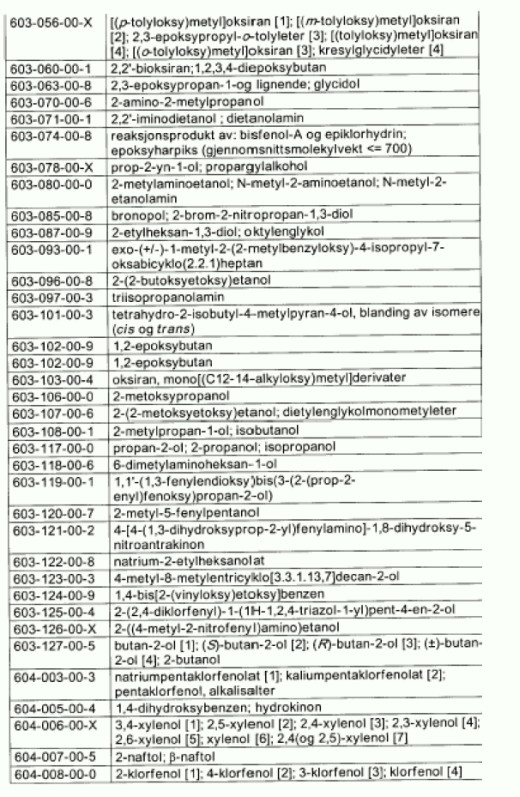 603-056-00-X [(p-tolyloksy)metyl]oksiran [1]; [(m-tolyloksy)metyl]oksiran
[2]; 2,3-epoksypropyl-o-tolyleter [3]; [(tolyloksy)metyl]oksiran
[4]; [(o-tolyloksy)metyl]oksiran [3]; kresylglycidyleter [4]
603-060-00-1 2,2'-bioksiran;1,2,3,4-diepoksybutan
603-063-00-8 2,3-epoksypropan-1-og lignende; glycidol
603-070-00-6 2-amino-2-metylpropanol
603-071-00-1 2,2'-iminodietanol ; dietanolamin
603-074-00-8 reaksjonsprodukt av: bisfenol-A og epiklorhydrin;
epoksyharpiks (gjennomsnittsmolekylvekt <= 700)
603-078-00-X prop-2-yn-1-ol; propargylalkohol
603-080-00-0 2-metylaminoetanol; N-metyl-2-aminoetanol; N-metyl-2-
etanolamin
603-085-00-8 bronopol; 2-brom-2-nitropropan-1,3-diol
603-087-00-9 2-etylheksan-1,3-diol; oktylenglykol
603-093-00-1 exo-(+/-)-1-metyl-2-(2-metylbenzyloksy)-4-isopropyl-7-
oksabicyklo(2.2.1)heptan
603-096-00-8 2-(2-butoksyetoksy)etanol
603-097-00-3 triisopropanolamin
603-101-00-3 tetrahydro-2-isobutyl-4-metylpyran-4-ol, blanding av isomere
(cis og trans)
603-102-00-9 1,2-epoksybutan
603-102-00-9 1,2-epoksybutan
603-103-00-4 oksiran, mono[(C12-14-alkyloksy)metyl]derivater
603-106-00-0 2-metoksypropanol
603-107-00-6 2-(2-metoksyetoksy)etanol; dietylenglykolmonometyleter
603-108-00-1 2-metylpropan-1-ol; isobutanol
603-117-00-0 propan-2-ol; 2-propanol; isopropanol
603-118-00-6 6-dimetylaminoheksan-1-ol
603-119-00-1 1,1'-(1,3-fenylendioksy)bis(3-(2-(prop-2-
enyl)fenoksy)propan-2-ol)
603-120-00-7 2-metyl-5-fenylpentanol
603-121-00-2 4-[4-(1,3-dihydroksyprop-2-yl)fenylamino]-1,8-dihydroksy-5-
nitroantrakinon
603-122-00-8 natrium-2-etylheksanolat
603-123-00-3 4-metyl-8-metylentricyklo[3.3.1.13,7]decan-2-ol
603-124-00-9 1,4-bis[2-(vinyloksy)etoksy]benzen
603-125-00-4 2-(2,4-diklorfenyl)-1-(1H-1,2,4-triazol-1-yl)pent-4-en-2-ol
603-126-00-X 2-((4-metyl-2-nitrofenyl)amino)etanol
603-127-00-5 butan-2-ol [1]; (S)-butan-2-ol [2]; (R)-butan-2-ol [3]; (±)-butan-
2-ol [4]; 2-butanol
604-003-00-3 natriumpentaklorfenolat [1]; kaliumpentaklorfenolat [2];
pentaklorfenol, alkalisalter
604-005-00-4 1,4-dihydroksybenzen; hydrokinon
604-006-00-X 3,4-xylenol [1]; 2,5-xylenol [2]; 2,4-xylenol [3]; 2,3-xylenol [4];
2,6-xylenol [5]; xylenol [6]; 2,4(og 2,5)-xylenol [7]
604-007-00-5 2-naftol; β-naftol
604-008-00-0 2-klorfenol [1]; 4-klorfenol [2]; 3-klorfenol [3]; klorfenol [4]